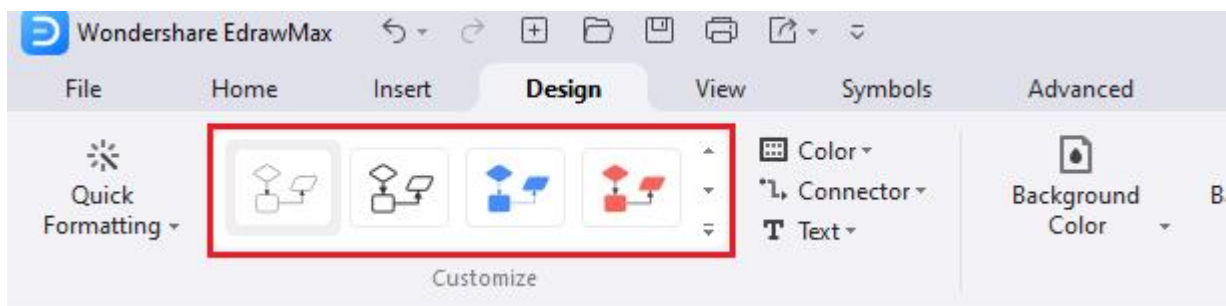 Wondershare EdrawMax
File Home Insert Design View Symbols Advanced
Quick
Formatting
Color
Connector
T Text
Background
Color
Customize